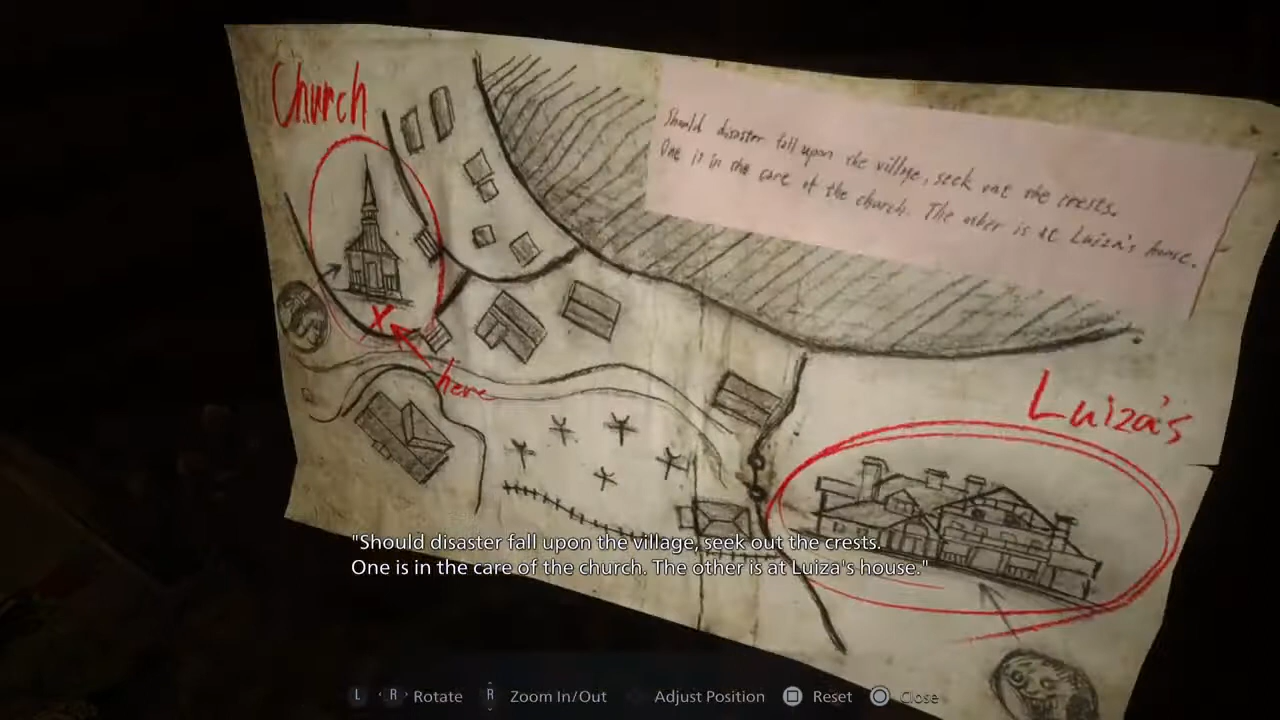 Church
Should disaster fall upon the village, seek out the crests.
One is in the care of the church. The other is at Luiza's house.
here
Luiza's
"Should disaster fall upon the village, seek out the crests.
One is in the care of the church. The other is at Luiza's house."
L R Rotate R Zoom In/Out Adjust Position Reset Close